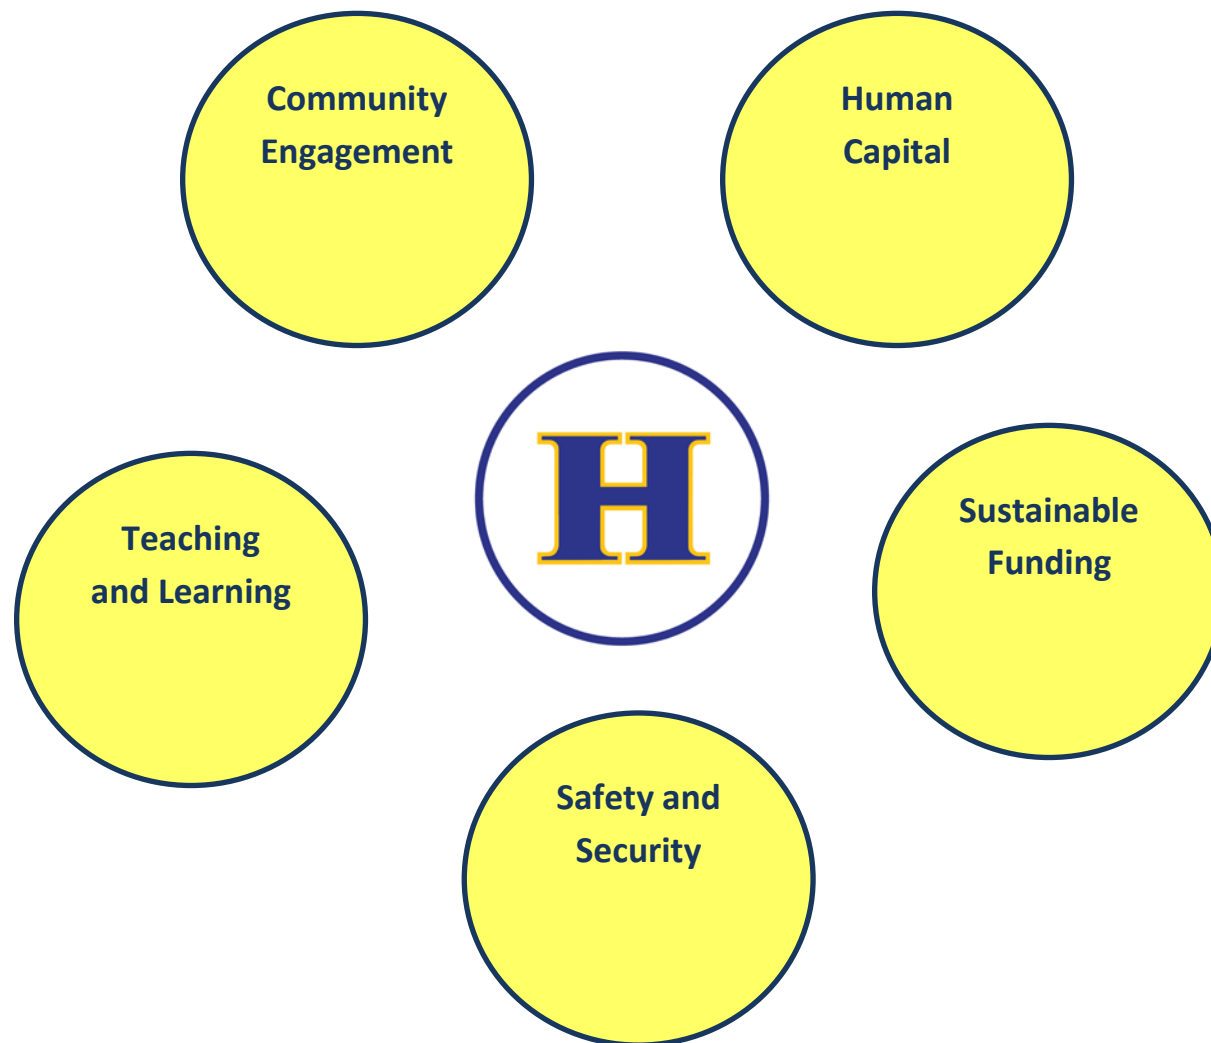 Community
Engagement
Human
Capital
H
Teaching
and Learning
Sustainable
Funding
Safety and
Security